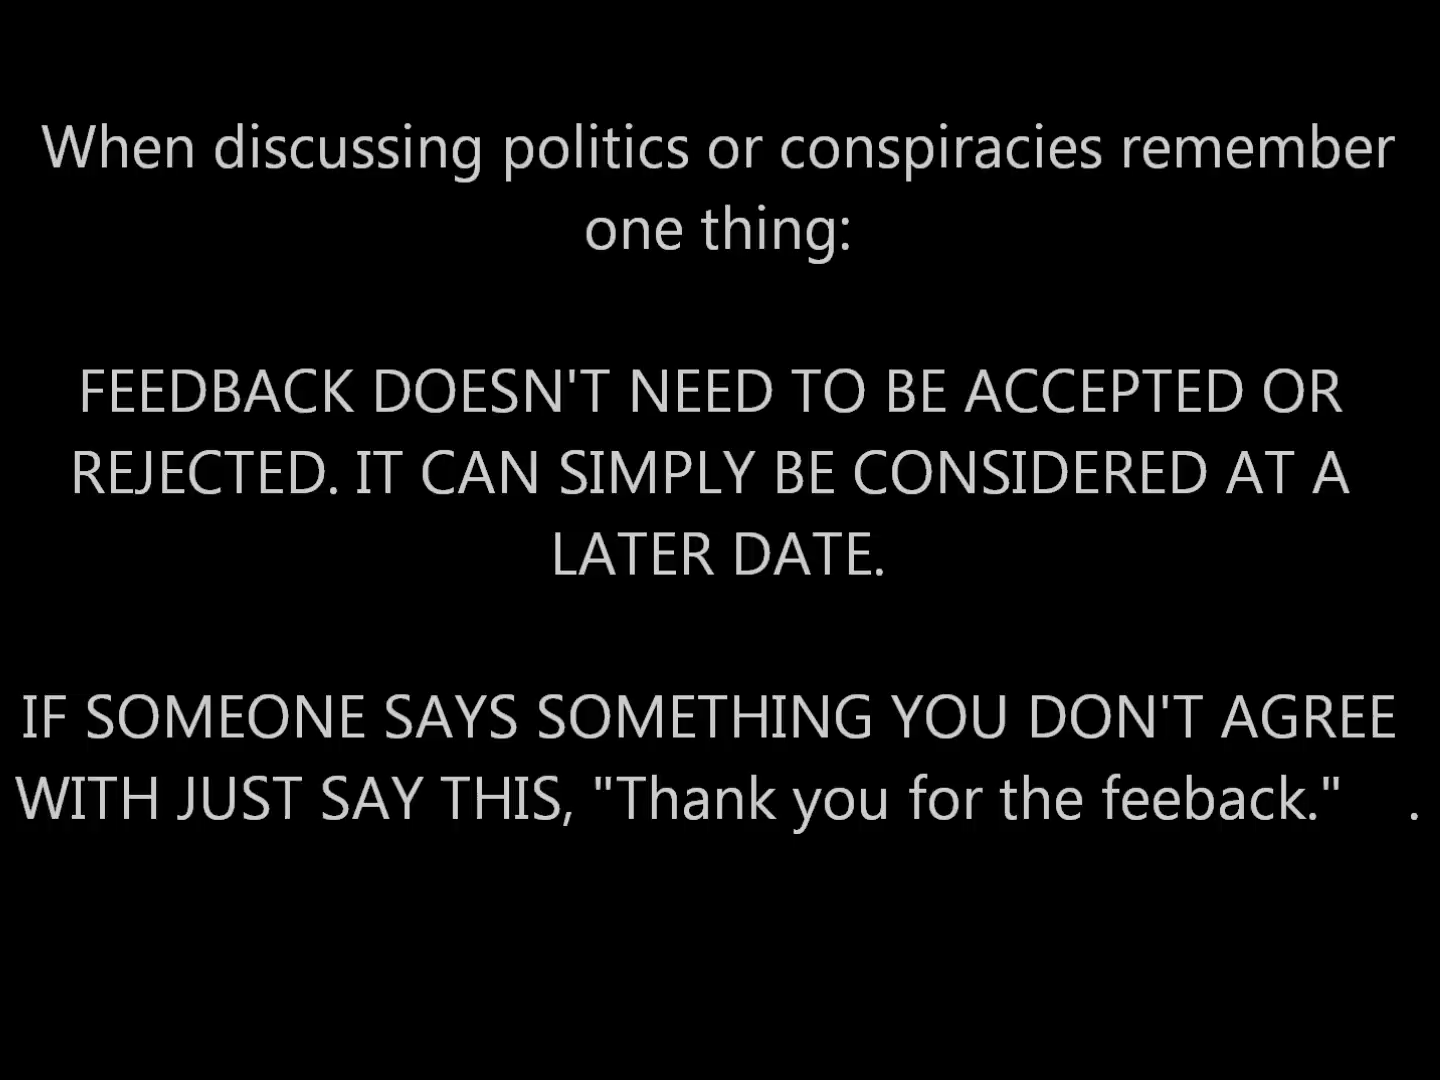 When discussing politics or conspiracies remember
one thing:
FEEDBACK DOESN'T NEED TO BE ACCEPTED OR
REJECTED. IT CAN SIMPLY BE CONSIDERED AT A
LATER DATE.
IF SOMEONE SAYS SOMETHING YOU DON'T AGREE
WITH JUST SAY THIS, "Thank you for the feeback." .